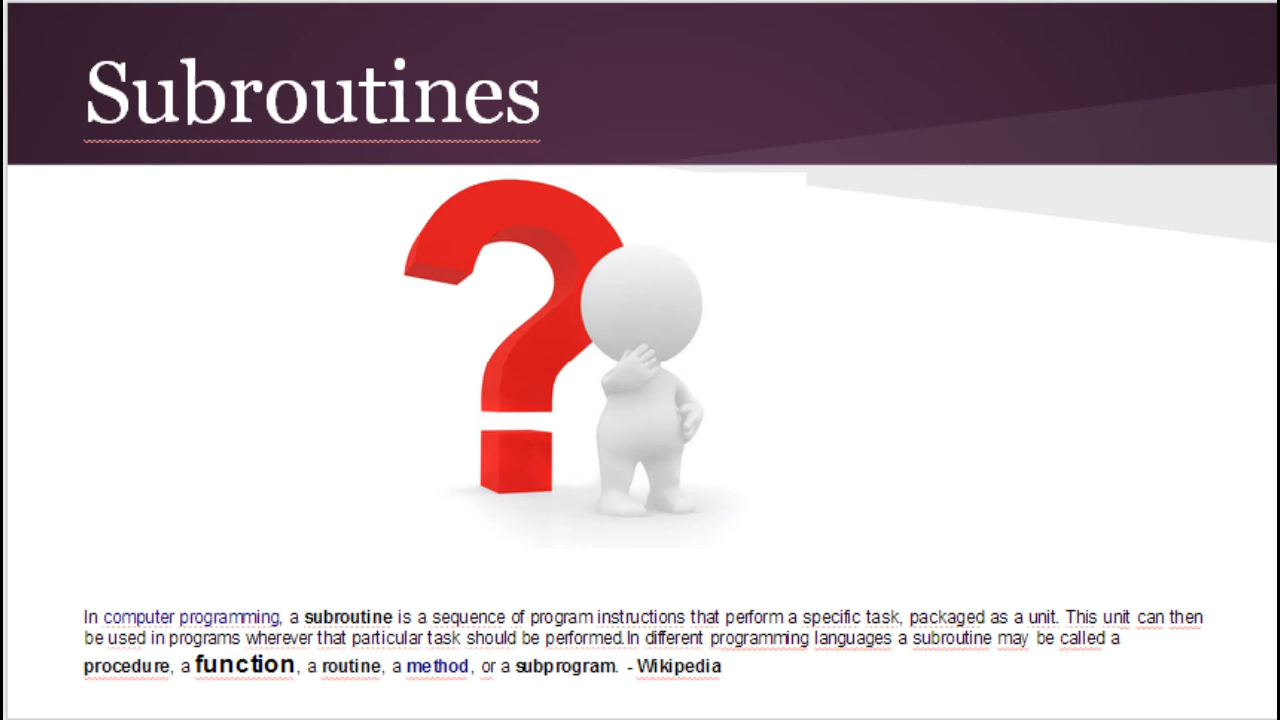 Subroutines
In computer programming, a subroutine is a sequence of program instructions that perform a specific task, packaged as a unit. This unit can then
be used in programs wherever that particular task should be performed.In different programming languages a subroutine may be called a
procedure, a function, a routine, a method, or a subprogram. - Wikipedia